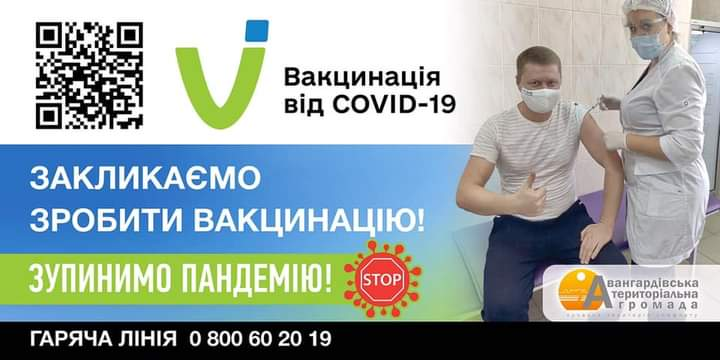 Вакцинація
від COVID-19
ЗАКЛИКАЄМО
ЗРОБИТИ ВАКЦИНАЦІЮ!
ЗУПИНИМО ПАНДЕМІЮ!
STOP
Авангардівська
Територіальна
Громада
ГАРЯЧА ЛІНІЯ 0 800 60 20 19